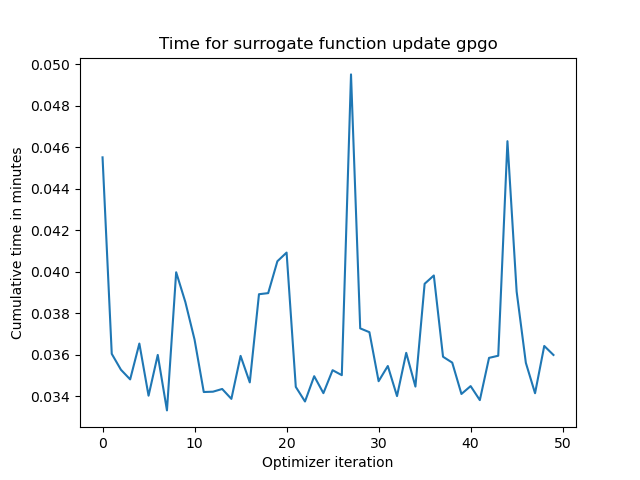 Time for surrogate function update gpgo
0.050
0.048
0.046
0.044
0.042
0.040
0.038
0.036
0.034
Cumulative time in minutes
0 10 20 30 40 50
Optimizer iteration